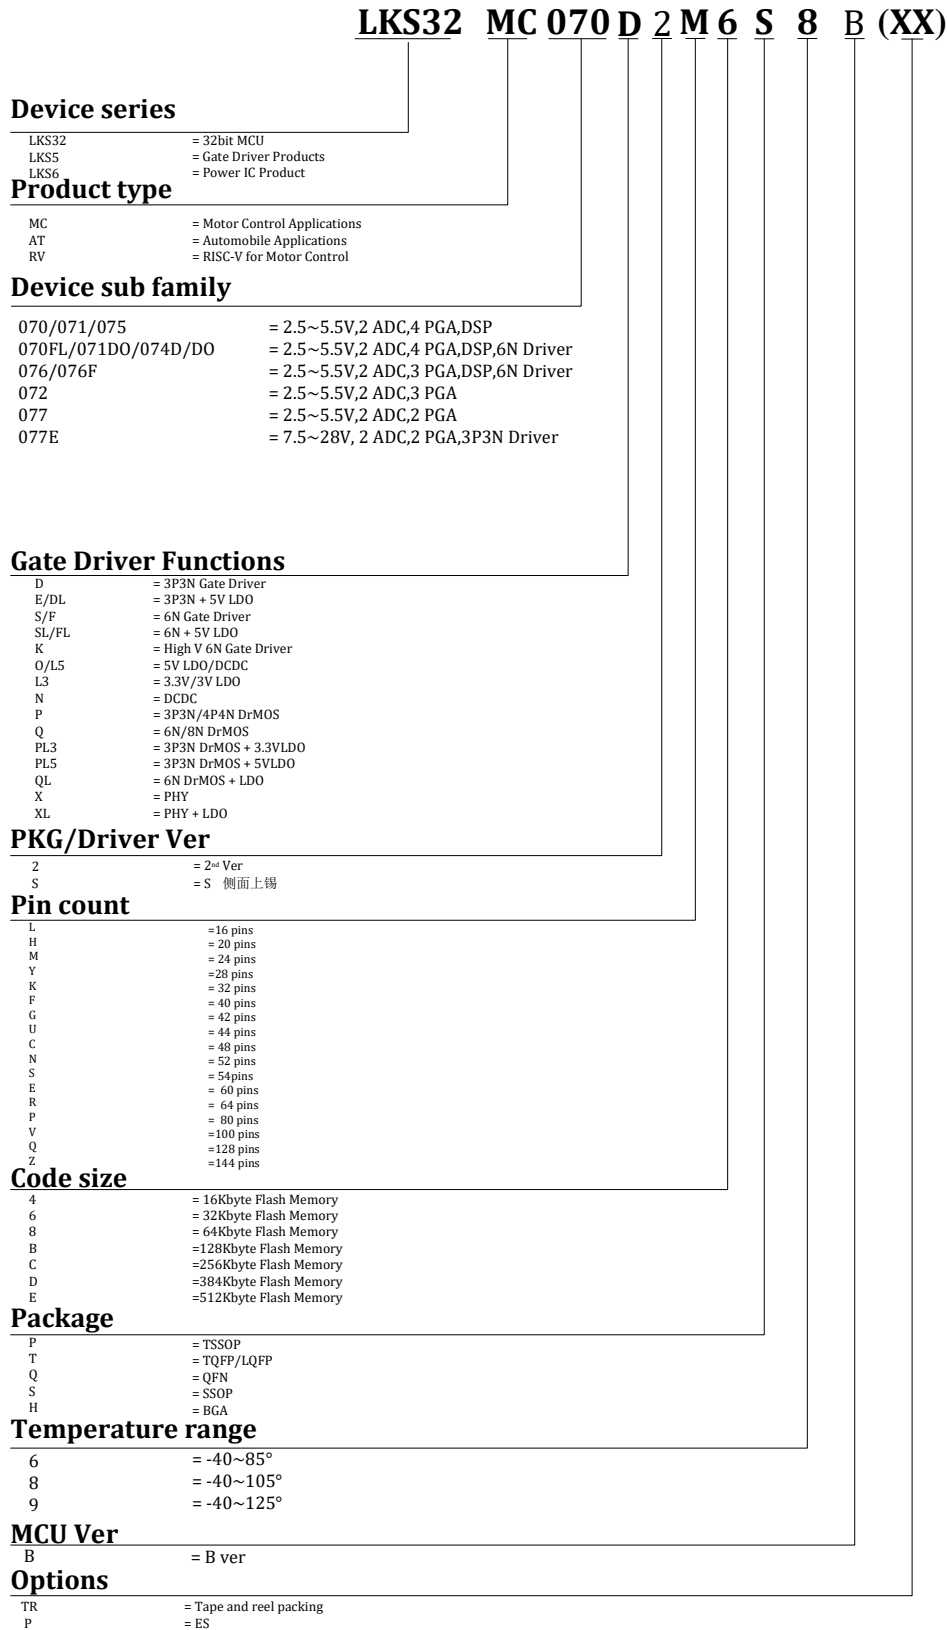 LKS32 MC 070 D 2 M 6 S 8 B (XX)
Device series
LKS32 = 32bit MCU
LKS5 = Gate Driver Products
LKS6 = Power IC Product
Product type
MC = Motor Control Applications
AT = Automobile Applications
RV = RISC-V for Motor Control
Device sub family
070/071/075 = 2.5~5.5V,2 ADC,4 PGA,DSP
070FL/071DO/074D/DO = 2.5~5.5V,2 ADC,4 PGA,DSP,6N Driver
076/076F = 2.5~5.5V,2 ADC,3 PGA,DSP,6N Driver
072 = 2.5~5.5V,2 ADC,3 PGA
077 = 2.5~5.5V,2 ADC,2 PGA
077E = 7.5~28V, 2 ADC,2 PGA,3P3N Driver
Gate Driver Functions
D = 3P3N Gate Driver
E/DL = 3P3N + 5V LDO
S/F = 6N Gate Driver
SL/FL = 6N + 5V LDO
K = High V 6N Gate Driver
O/L5 = 5V LDO/DCDC
L3 = 3.3V/3V LDO
N = DCDC
P = 3P3N/4P4N DrMOS
Q = 6N/8N DrMOS
PL3 = 3P3N DrMOS + 3.3VLDO
PL5 = 3P3N DrMOS + 5VLDO
QL = 6N DrMOS + LDO
X = PHY
XL = PHY + LDO
PKG/Driver Ver
2 = 2nd Ver
S = S 侧面上锡
Pin count
L =16 pins
H = 20 pins
M = 24 pins
Y =28 pins
K = 32 pins
F = 40 pins
G = 42 pins
U = 44 pins
C = 48 pins
N = 52 pins
S = 54pins
E = 60 pins
R = 64 pins
P = 80 pins
V =100 pins
Q =128 pins
Z =144 pins
Code size
4 = 16Kbyte Flash Memory
6 = 32Kbyte Flash Memory
8 = 64Kbyte Flash Memory
B =128Kbyte Flash Memory
C =256Kbyte Flash Memory
D =384Kbyte Flash Memory
E =512Kbyte Flash Memory
Package
P = TSSOP
T = TQFP/LQFP
Q = QFN
S = SSOP
H = BGA
Temperature range
6 = -40~85°
8 = -40~105°
9 = -40~125°
MCU Ver
B = B ver
Options
TR = Tape and reel packing
P = ES